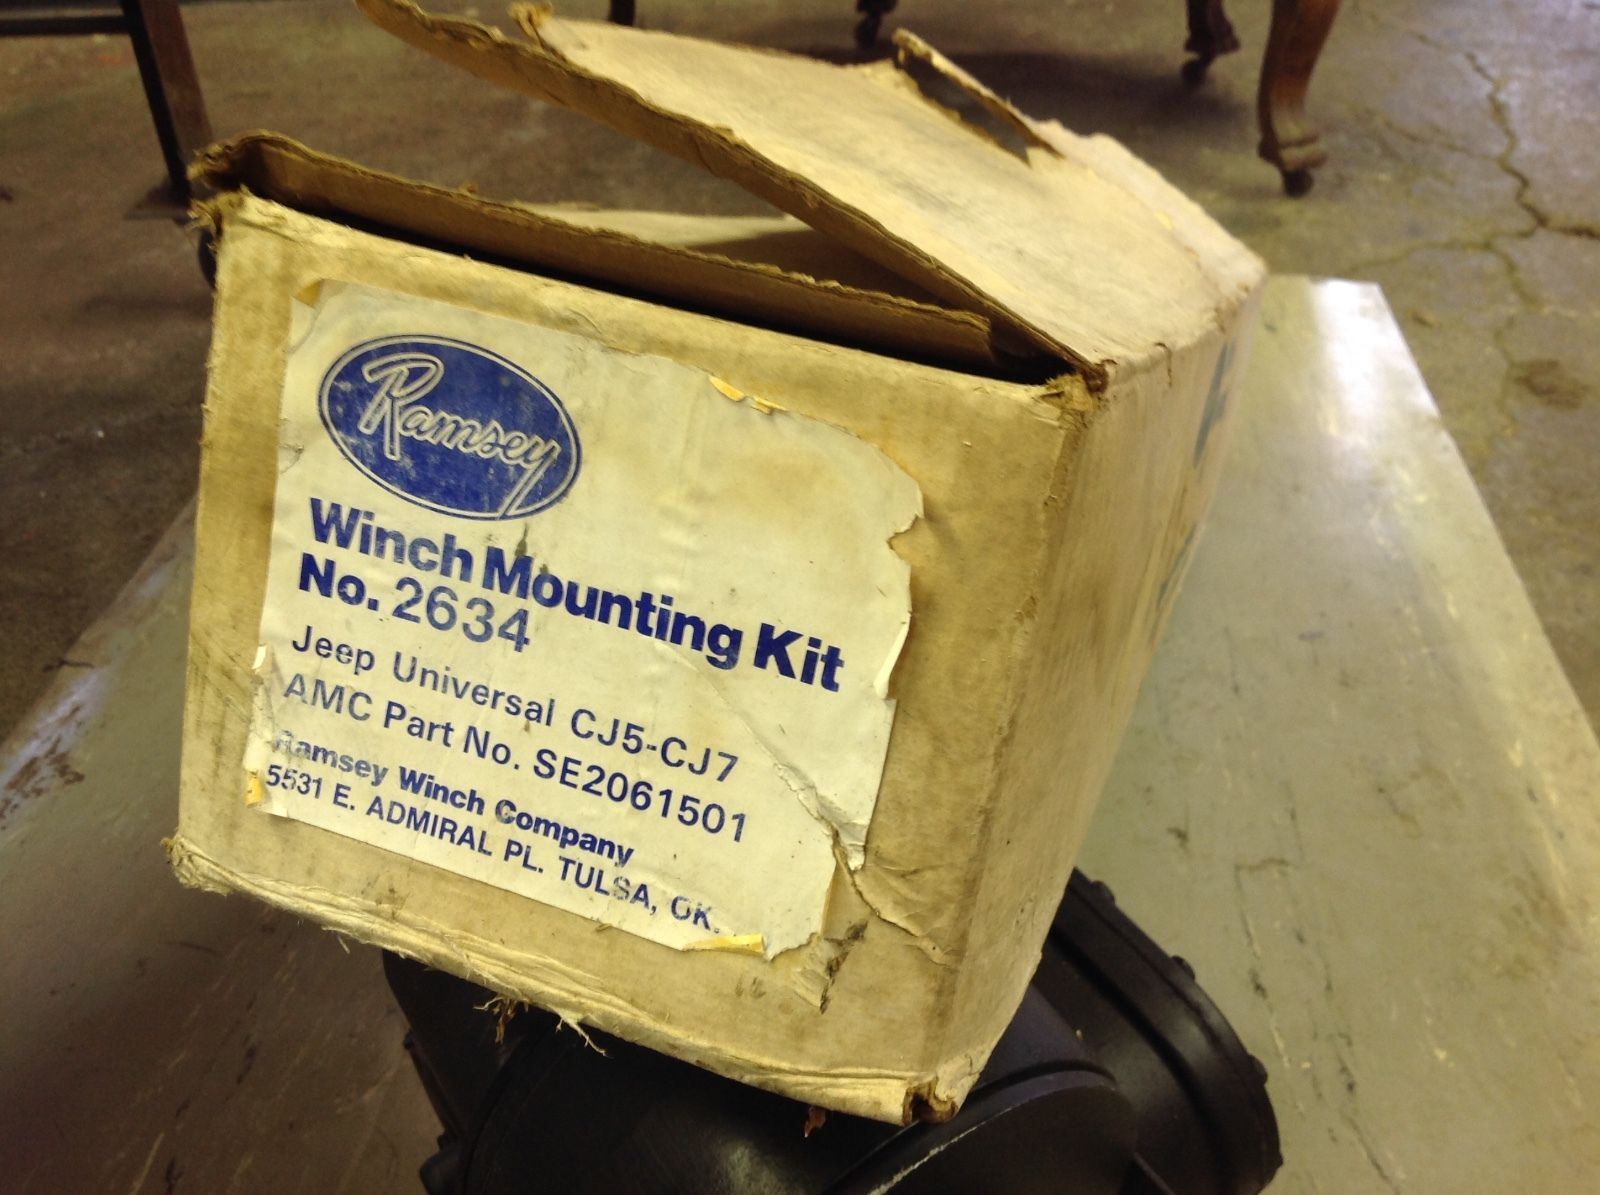 Ramsey
Winch Mounting Kit
No. 2634
Jeep Universal CJ5-CJ7
AMC Part No. SE2061501
Ramsey Winch Company
5531 E. ADMIRAL PL. TULSA, OK.